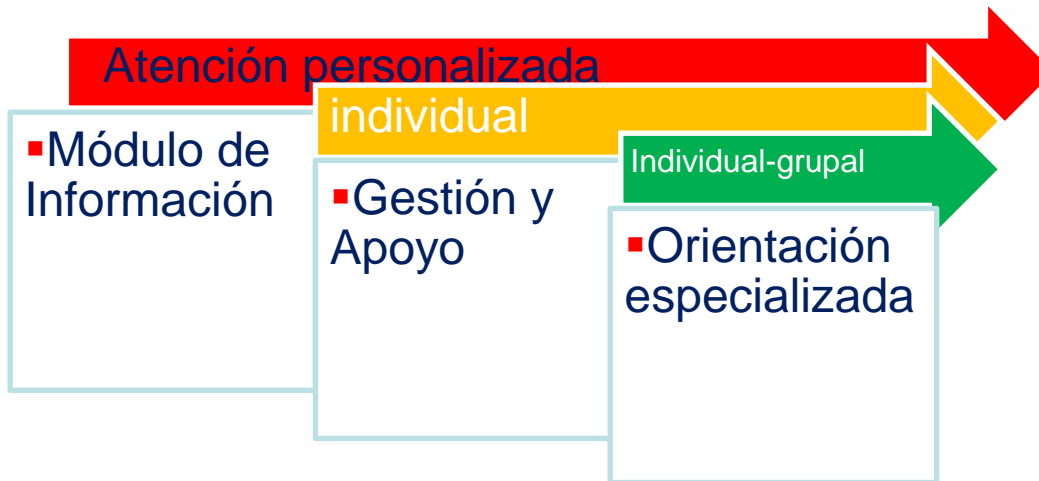 Atención personalizada
individual
Individual-grupal
▪Módulo de
Información
▪Gestión y
Apoyo
▪Orientación
especializada